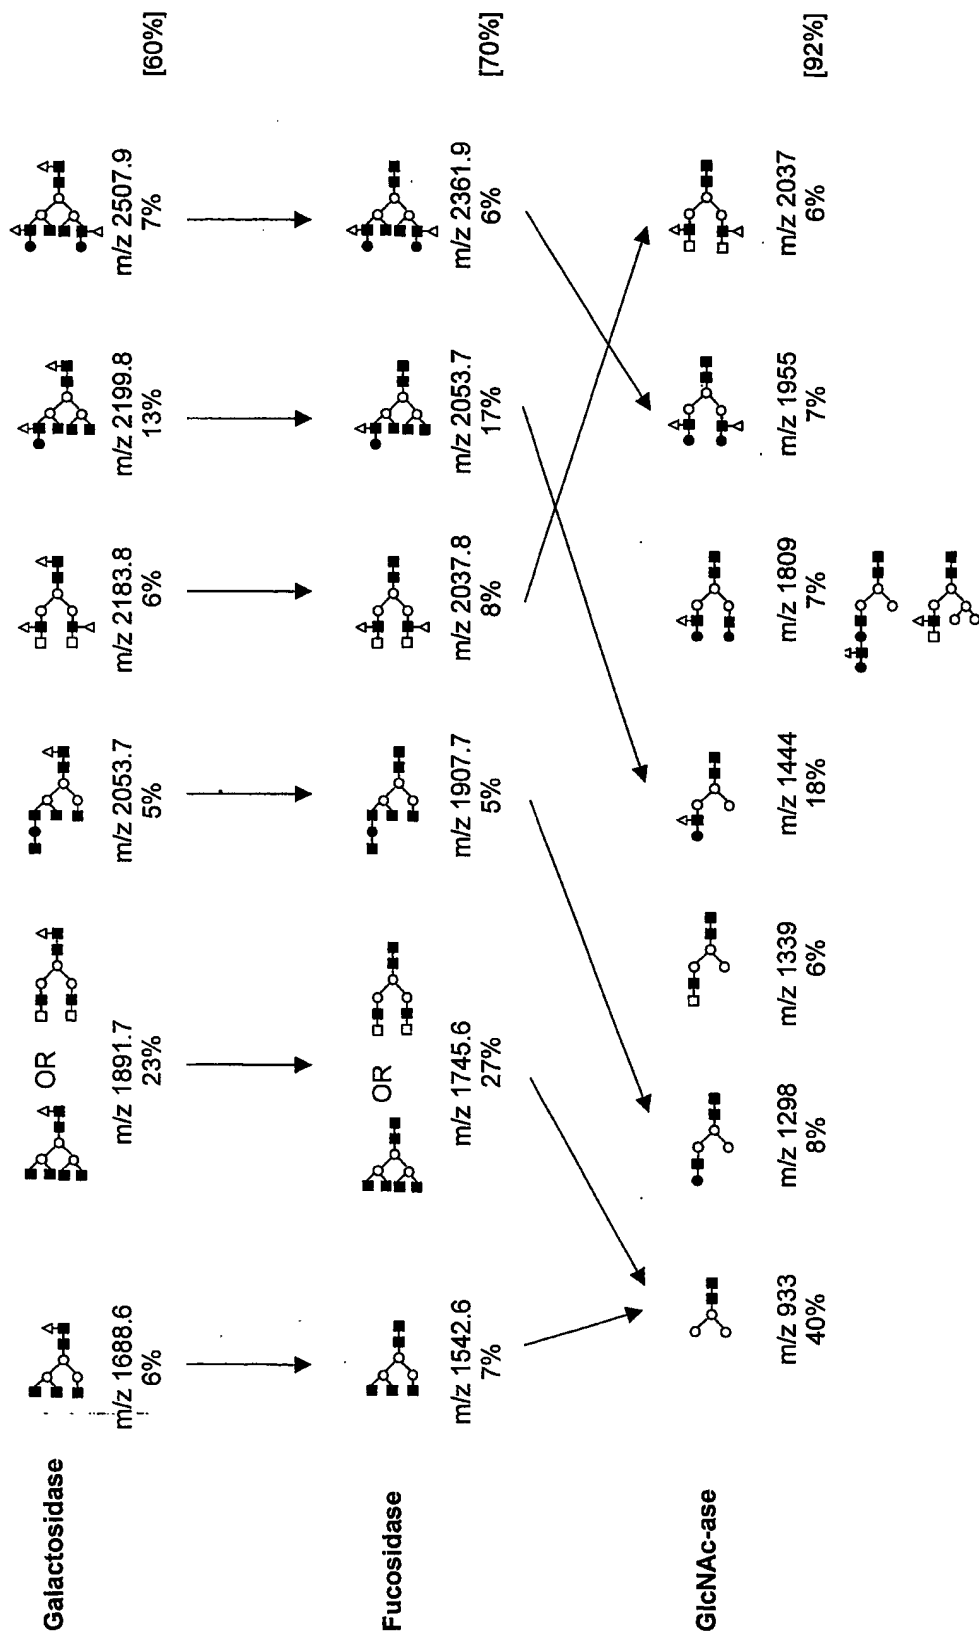 Galactosidase
m/z 1688.6
6%
OR
m/z 1891.7
23%
m/z 2053.7
5%
m/z 2183.8
6%
m/z 2199.8
13%
m/z 2507.9
7%
[60%]
Fucosidase
m/z 1542.6
7%
OR
m/z 1745.6
27%
m/z 1907.7
5%
m/z 2037.8
8%
m/z 2053.7
17%
m/z 2361.9
6%
[70%]
GlcNAc-ase
m/z 933
40%
m/z 1298
8%
m/z 1339
6%
m/z 1444
18%
m/z 1809
7%
m/z 1955
7%
m/z 2037
6%
[92%]